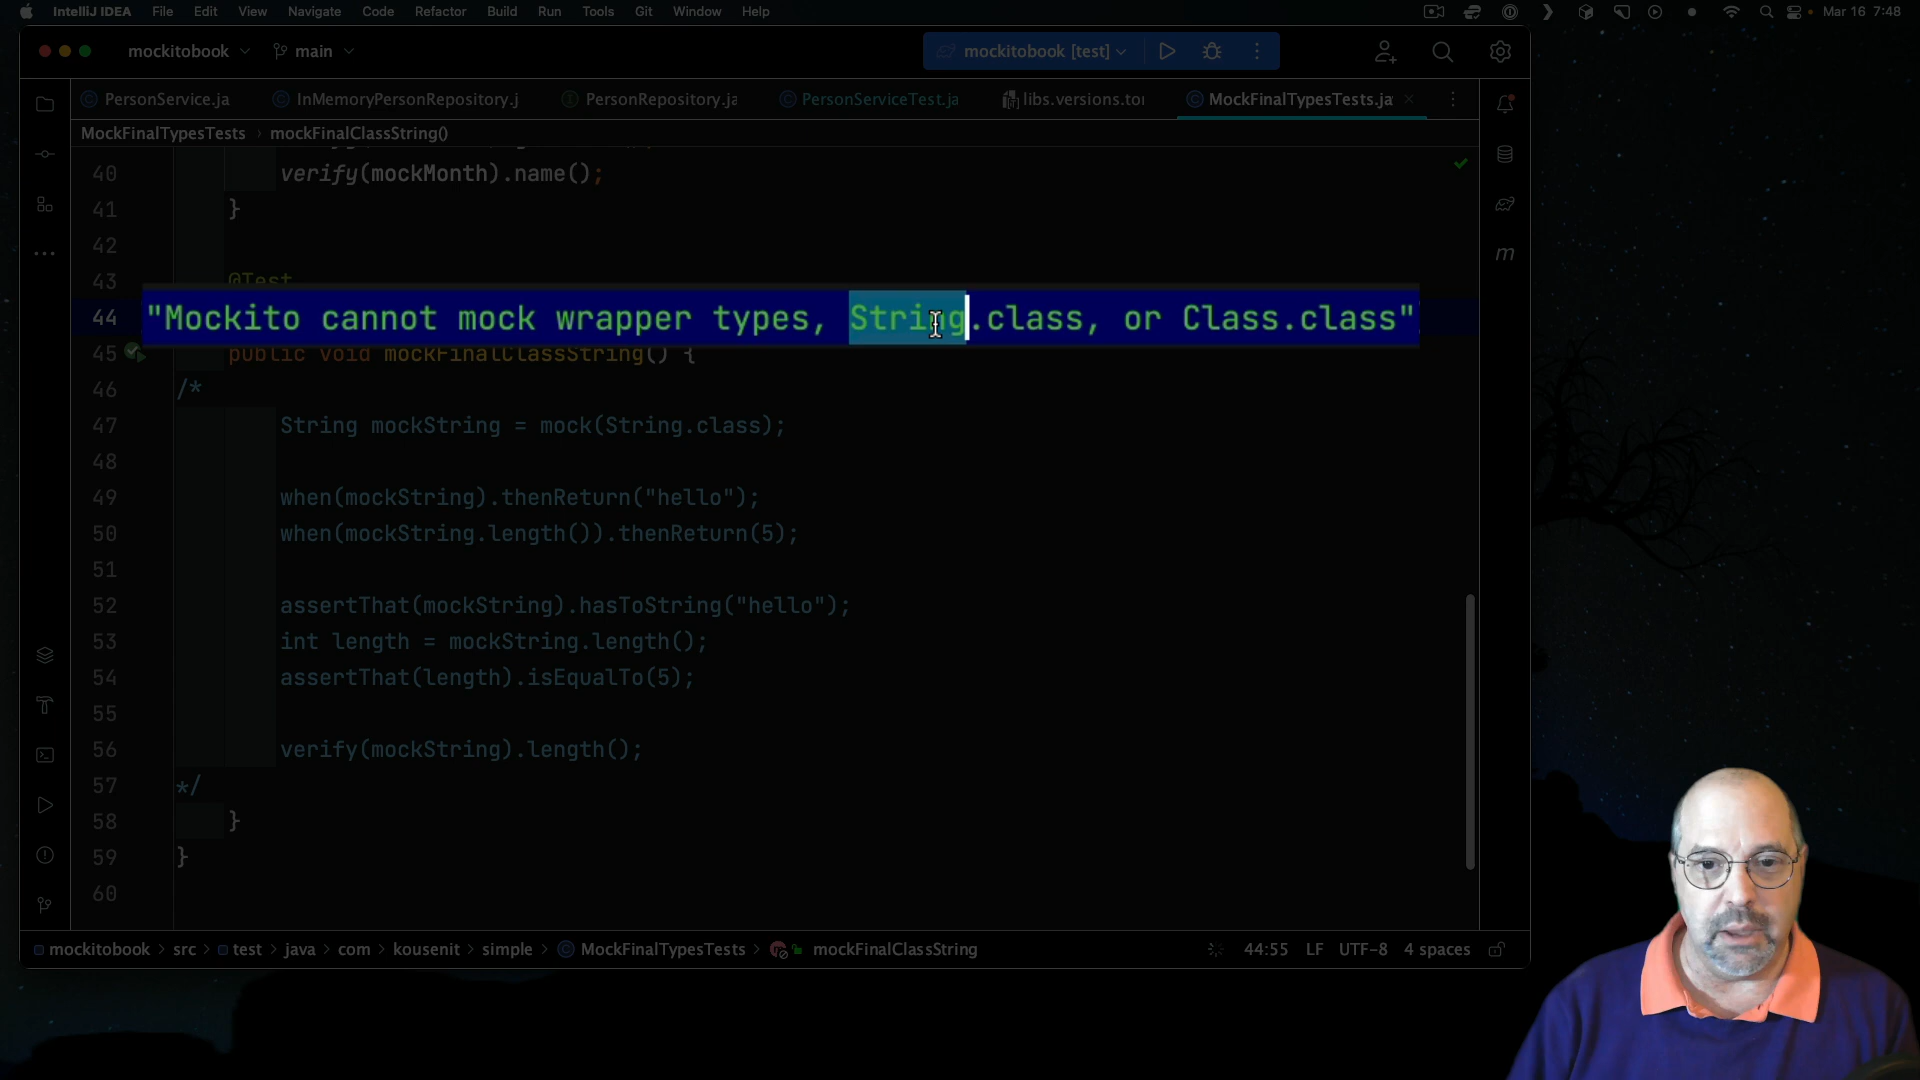 IntelliJ IDEA File Edit View Navigate Code Refactor Build Run Tools Git Window Help Mar 16 7:48
mockitobook main mockitobook [test]
PersonService.ja InMemoryPersonRepository.j PersonRepository.ja PersonServiceTest.ja libs.versions.tor MockFinalTypesTests.ja
MockFinalTypesTests › mockFinalClassString()
40 verify(mockMonth).name();
41 }
42
43 @Test
44 "Mockito cannot mock wrapper types, String.class, or Class.class"
45 public void mockFinalClassString() {
46 /*
47 String mockString = mock(String.class);
48
49 when(mockString).thenReturn("hello");
50 when(mockString.length()).thenReturn(5);
51
52 assertThat(mockString).hasToString("hello");
53 int length = mockString.length();
54 assertThat(length).isEqualTo(5);
55
56 verify(mockString).length();
57 */
58 }
59 }
60
mockitobook › src › test › java › com › kousenit › simple › MockFinalTypesTests › mockFinalClassString 44:55 LF UTF-8 4 spaces